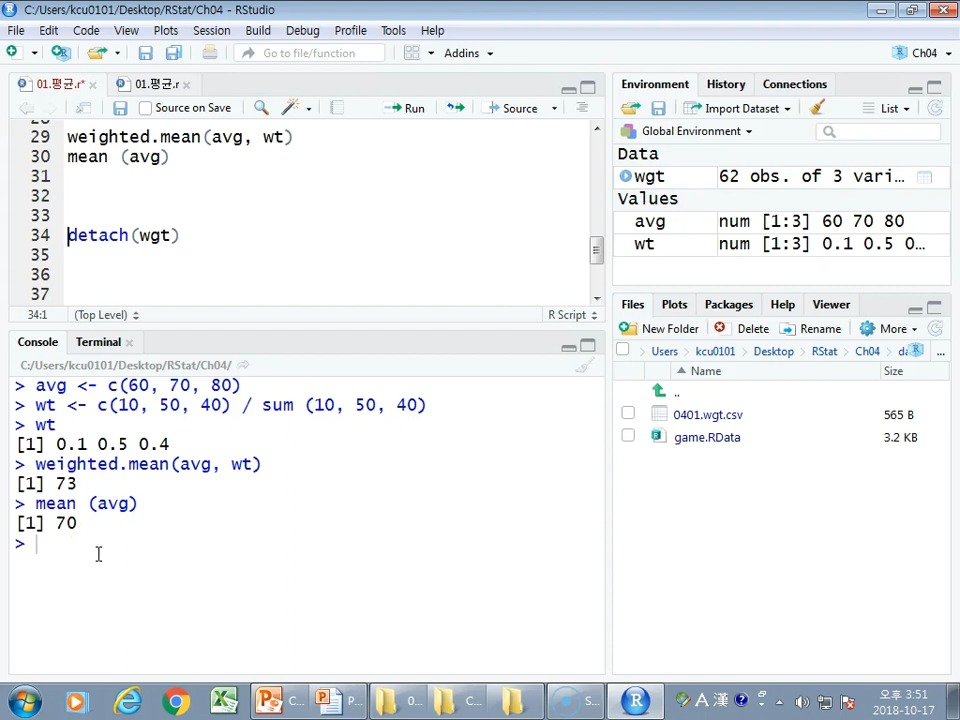 C:/Users/kcu0101/Desktop/RStat/Ch04 - RStudio
File Edit Code View Plots Session Build Debug Profile Tools Help
Go to file/function Addins Ch04
01.평균.r* 01.평균.r
Source on Save Run Source
29 weighted.mean(avg, wt)
30 mean (avg)
31
32
33
34 detach(wgt)
35
36
37
34:1 (Top Level) R Script
Console Terminal
C:/Users/kcu0101/Desktop/RStat/Ch04/
> avg <- c(60, 70, 80)
> wt <- c(10, 50, 40) / sum (10, 50, 40)
> wt
[1] 0.1 0.5 0.4
> weighted.mean(avg, wt)
[1] 73
> mean (avg)
[1] 70
>
Environment History Connections
Import Dataset List
Global Environment
Data
wgt 62 obs. of 3 vari...
Values
avg num [1:3] 60 70 80
wt num [1:3] 0.1 0.5 0...
Files Plots Packages Help Viewer
New Folder Delete Rename More
Users kcu0101 Desktop RStat Ch04 da ...
Name Size
..
0401.wgt.csv 565 B
game.RData 3.2 KB
C... P... 0... C... S... A 漢
오후 3:51
2018-10-17